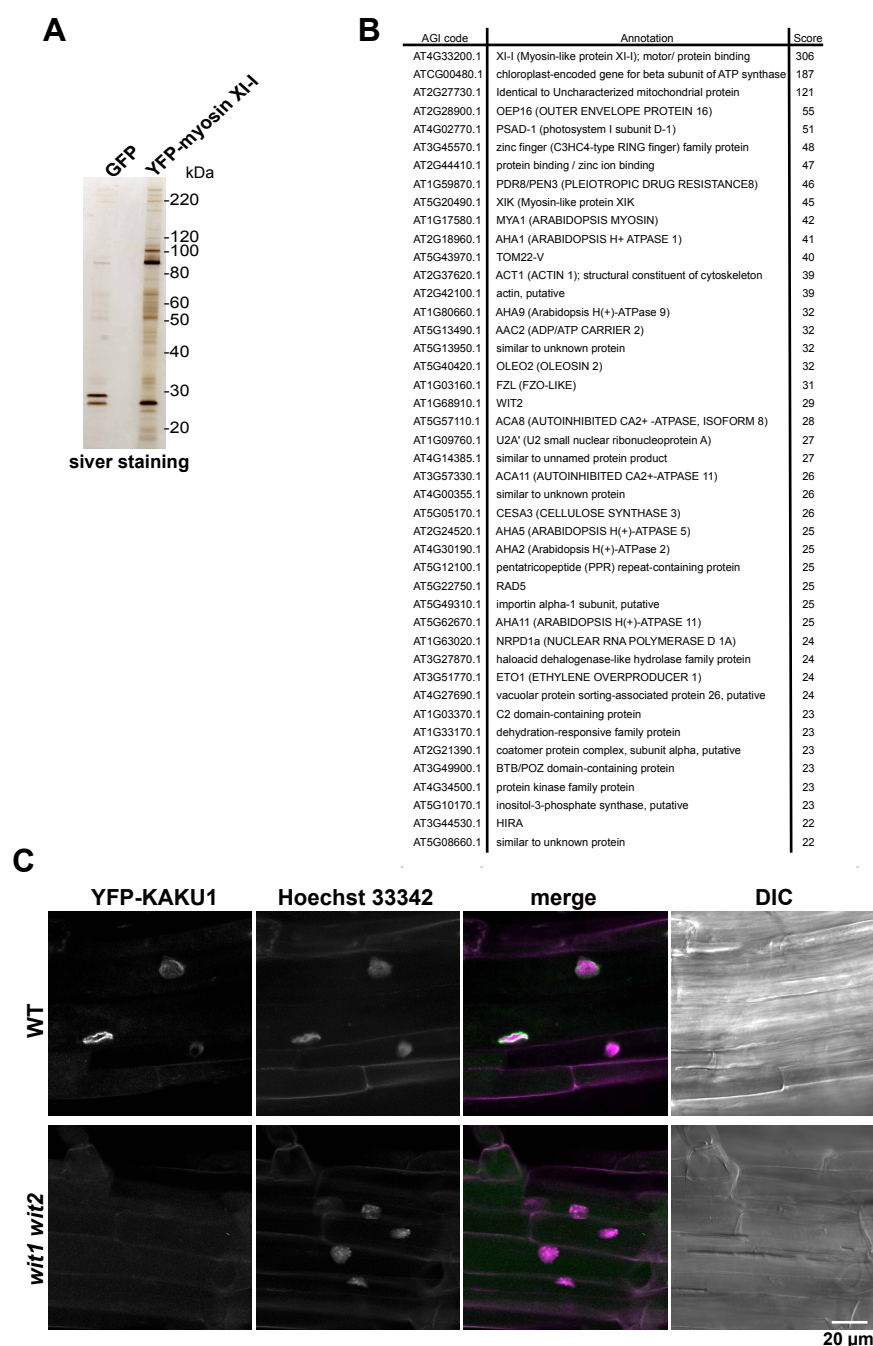 A
GFP
YFP-myosin XI-I
kDa
-220
-120
-100
-80
-60
-50
-40
-30
-20
siver staining
B
AGI code Annotation Score
AT4G33200.1 XI-I (Myosin-like protein XI-I); motor/ protein binding 306
ATCG00480.1 chloroplast-encoded gene for beta subunit of ATP synthase 187
AT2G27730.1 Identical to Uncharacterized mitochondrial protein 121
AT2G28900.1 OEP16 (OUTER ENVELOPE PROTEIN 16) 55
AT4G02770.1 PSAD-1 (photosystem I subunit D-1) 51
AT3G45570.1 zinc finger (C3HC4-type RING finger) family protein 48
AT2G44410.1 protein binding / zinc ion binding 47
AT1G59870.1 PDR8/PEN3 (PLEIOTROPIC DRUG RESISTANCE8) 46
AT5G20490.1 XIK (Myosin-like protein XIK 45
AT1G17580.1 MYA1 (ARABIDOPSIS MYOSIN) 42
AT2G18960.1 AHA1 (ARABIDOPSIS H+ ATPASE 1) 41
AT5G43970.1 TOM22-V 40
AT2G37620.1 ACT1 (ACTIN 1); structural constituent of cytoskeleton 39
AT2G42100.1 actin, putative 39
AT1G80660.1 AHA9 (Arabidopsis H(+)-ATPase 9) 32
AT5G13490.1 AAC2 (ADP/ATP CARRIER 2) 32
AT5G13950.1 similar to unknown protein 32
AT5G40420.1 OLEO2 (OLEOSIN 2) 32
AT1G03160.1 FZL (FZO-LIKE) 31
AT1G68910.1 WIT2 29
AT5G57110.1 ACA8 (AUTOINHIBITED CA2+ -ATPASE, ISOFORM 8) 28
AT1G09760.1 U2A' (U2 small nuclear ribonucleoprotein A) 27
AT4G14385.1 similar to unnamed protein product 27
AT3G57330.1 ACA11 (AUTOINHIBITED CA2+-ATPASE 11) 26
AT4G00355.1 similar to unknown protein 26
AT5G05170.1 CESA3 (CELLULOSE SYNTHASE 3) 26
AT2G24520.1 AHA5 (ARABIDOPSIS H(+)-ATPASE 5) 25
AT4G30190.1 AHA2 (Arabidopsis H(+)-ATPase 2) 25
AT5G12100.1 pentatricopeptide (PPR) repeat-containing protein 25
AT5G22750.1 RAD5 25
AT5G49310.1 importin alpha-1 subunit, putative 25
AT5G62670.1 AHA11 (ARABIDOPSIS H(+)-ATPASE 11) 25
AT1G63020.1 NRPD1a (NUCLEAR RNA POLYMERASE D 1A) 24
AT3G27870.1 haloacid dehalogenase-like hydrolase family protein 24
AT3G51770.1 ETO1 (ETHYLENE OVERPRODUCER 1) 24
AT4G27690.1 vacuolar protein sorting-associated protein 26, putative 24
AT1G03370.1 C2 domain-containing protein 23
AT1G33170.1 dehydration-responsive family protein 23
AT2G21390.1 coatomer protein complex, subunit alpha, putative 23
AT3G49900.1 BTB/POZ domain-containing protein 23
AT4G34500.1 protein kinase family protein 23
AT5G10170.1 inositol-3-phosphate synthase, putative 23
AT3G44530.1 HIRA 22
AT5G08660.1 similar to unknown protein 22
C
YFP-KAKU1 Hoechst 33342 merge DIC
WT
wit1 wit2
20 μm